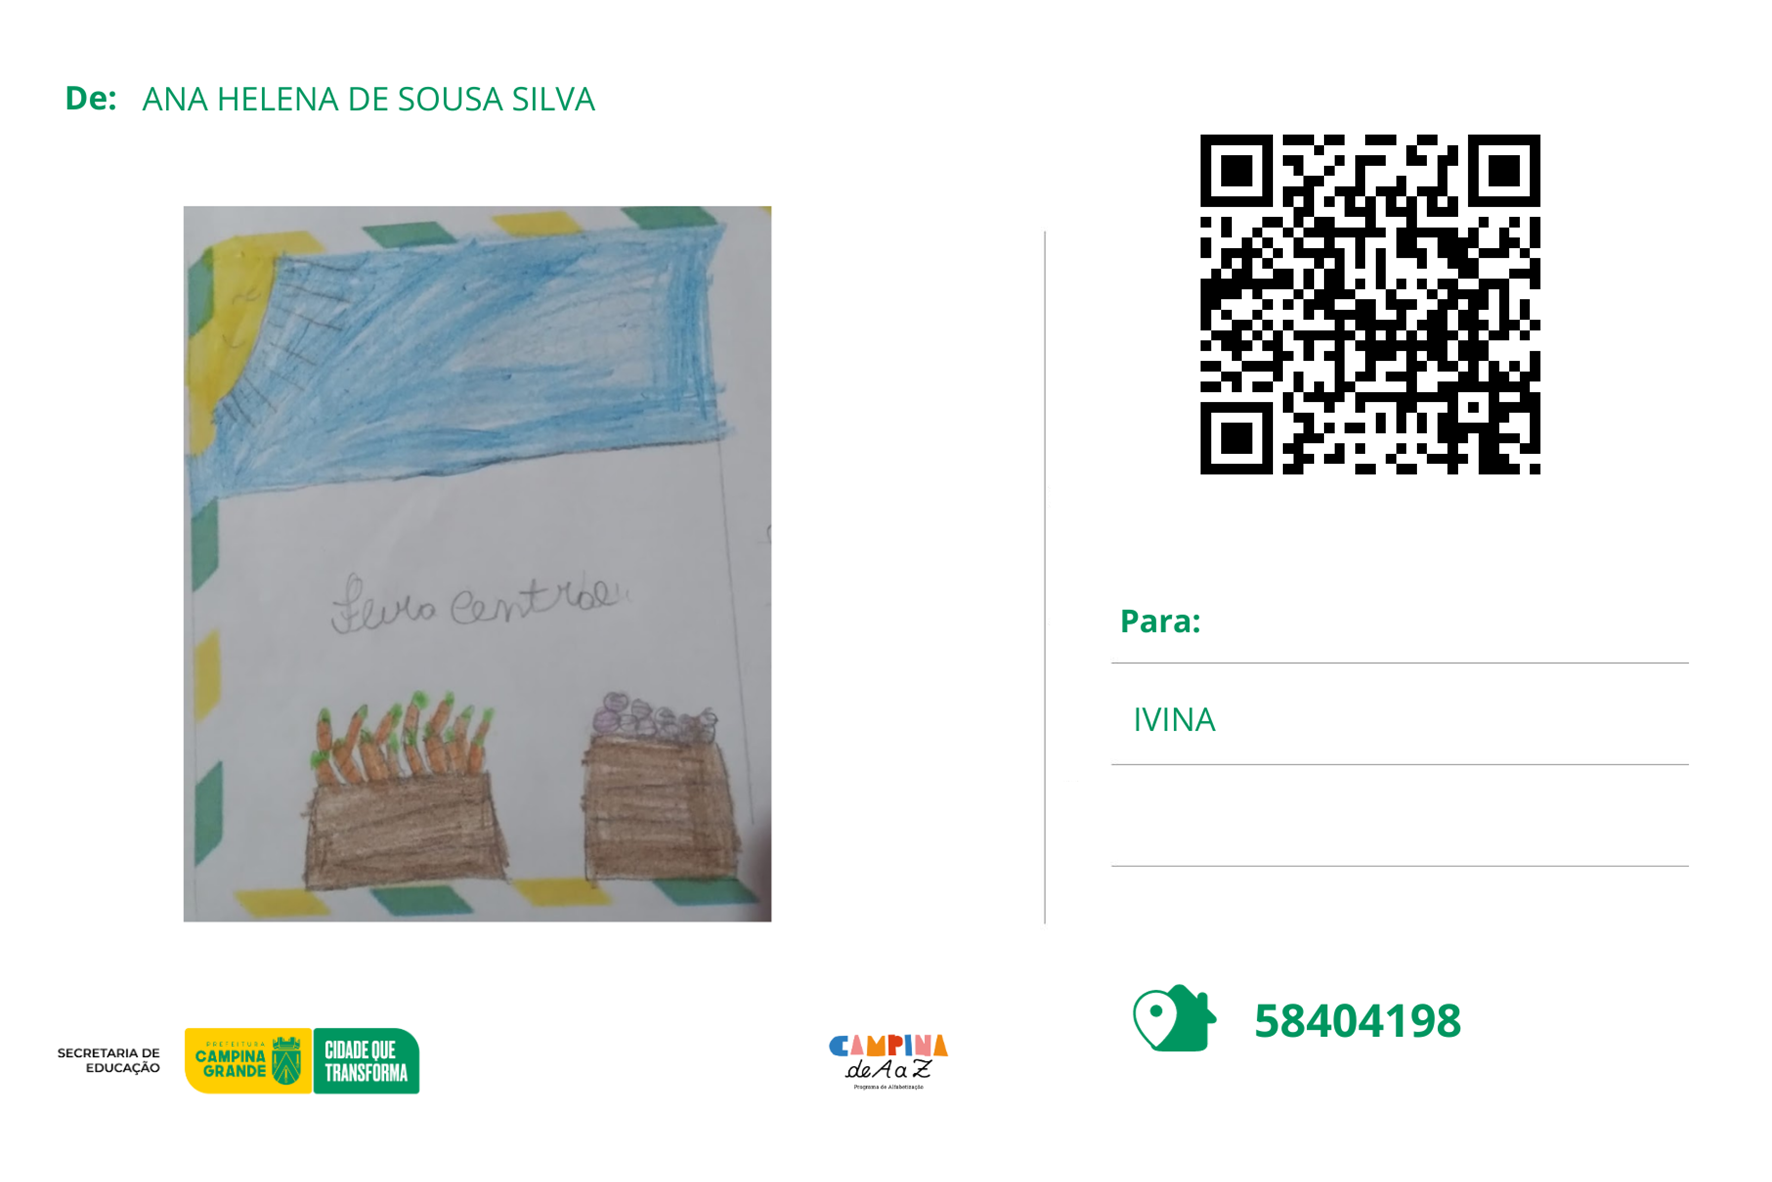 De: ANA HELENA DE SOUSA SILVA
Feira Central
Para:
IVINA
58404198
SECRETARIA DE
EDUCAÇÃO
PREFEITURA
CAMPINA
GRANDE
CIDADE QUE
TRANSFORMA
CAMPINA
de A a Z
Programa de Alfabetização